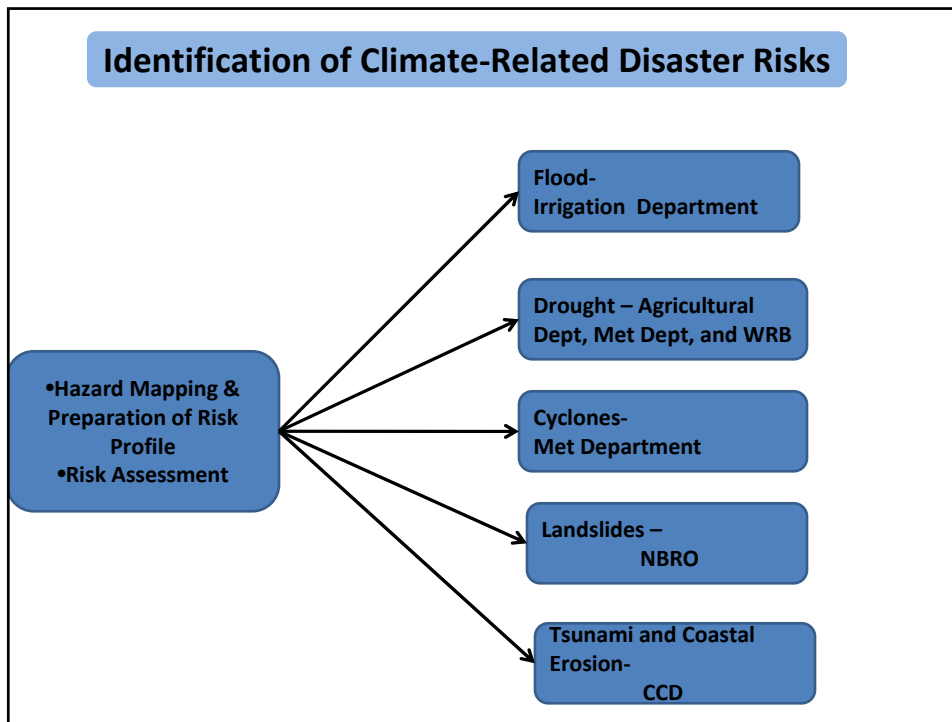 Identification of Climate-Related Disaster Risks
Flood-
Irrigation Department
Drought – Agricultural
Dept, Met Dept, and WRB
•Hazard Mapping &
Preparation of Risk
Profile
•Risk Assessment
Cyclones-
Met Department
Landslides –
NBRO
Tsunami and Coastal
Erosion-
CCD